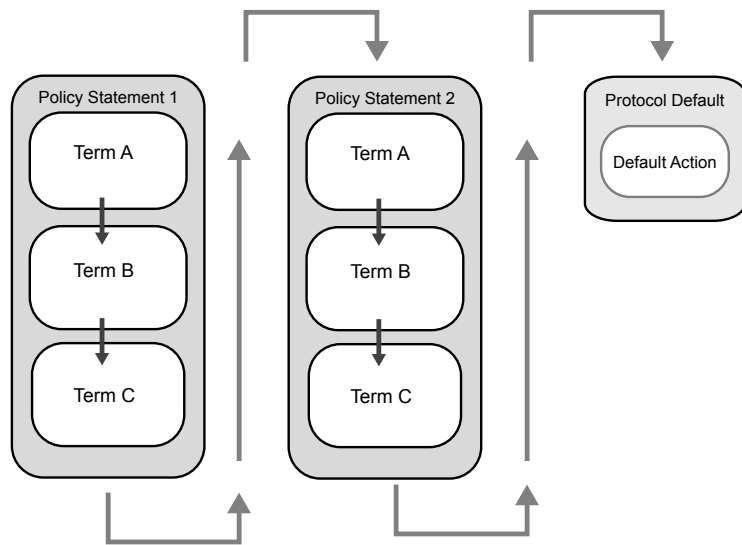 Policy Statement 1
Term A
Term B
Term C
Policy Statement 2
Term A
Term B
Term C
Protocol Default
Default Action